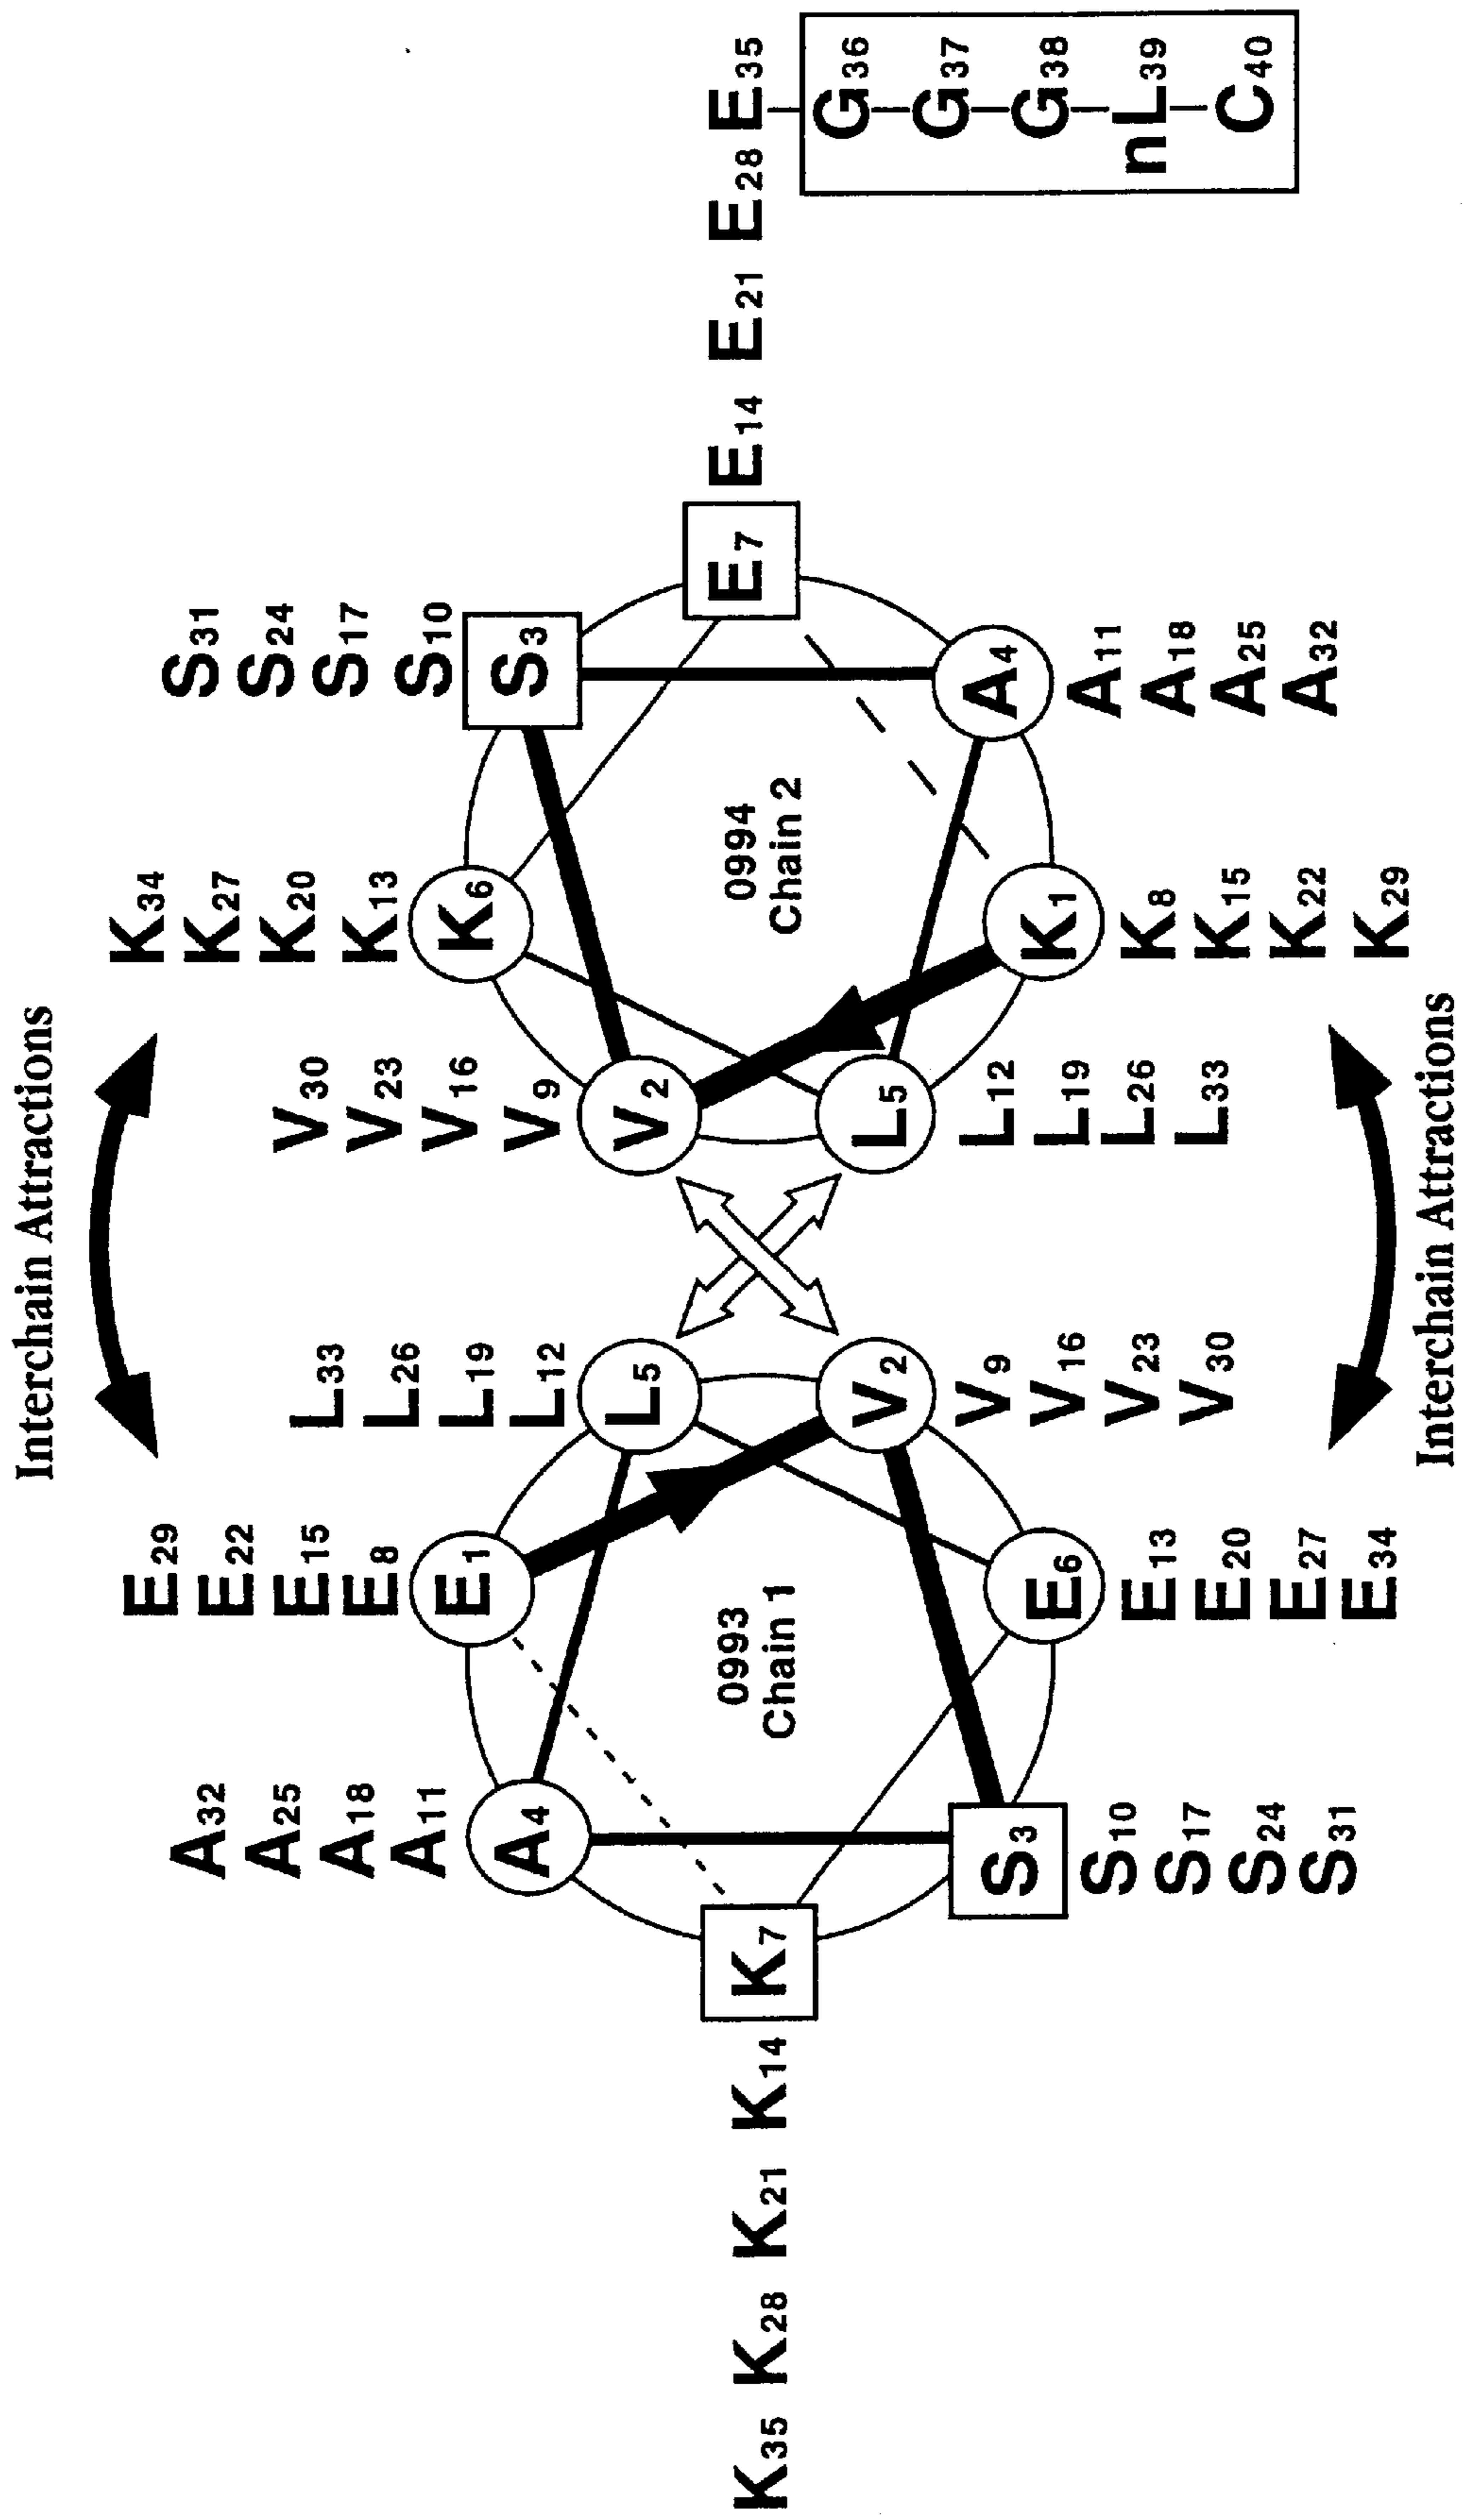 Interchain Attractions
E29 L33 V30 K34 S31
E22 L26 V23 K27 S24
E15 L19 V16 K20 S17
E8 L12 V9 K13 S10
A32
A25
A18
A11
E1
K6
A4
S3
L5
V2
K35 K28 K21 K14 K7
0993
Chain 1
0994
Chain 2
E7 E14 E21 E28 E35
V2
L5
S3
A4
E6
K1
S10 E13 V9 L12 K8 A11
S17 E20 V16 L19 K15 A18
S24 E27 V23 L26 K22 A25
S31 E34 V30 L33 K29 A32
G36
G37
G38
nL39
C40
Interchain Attractions